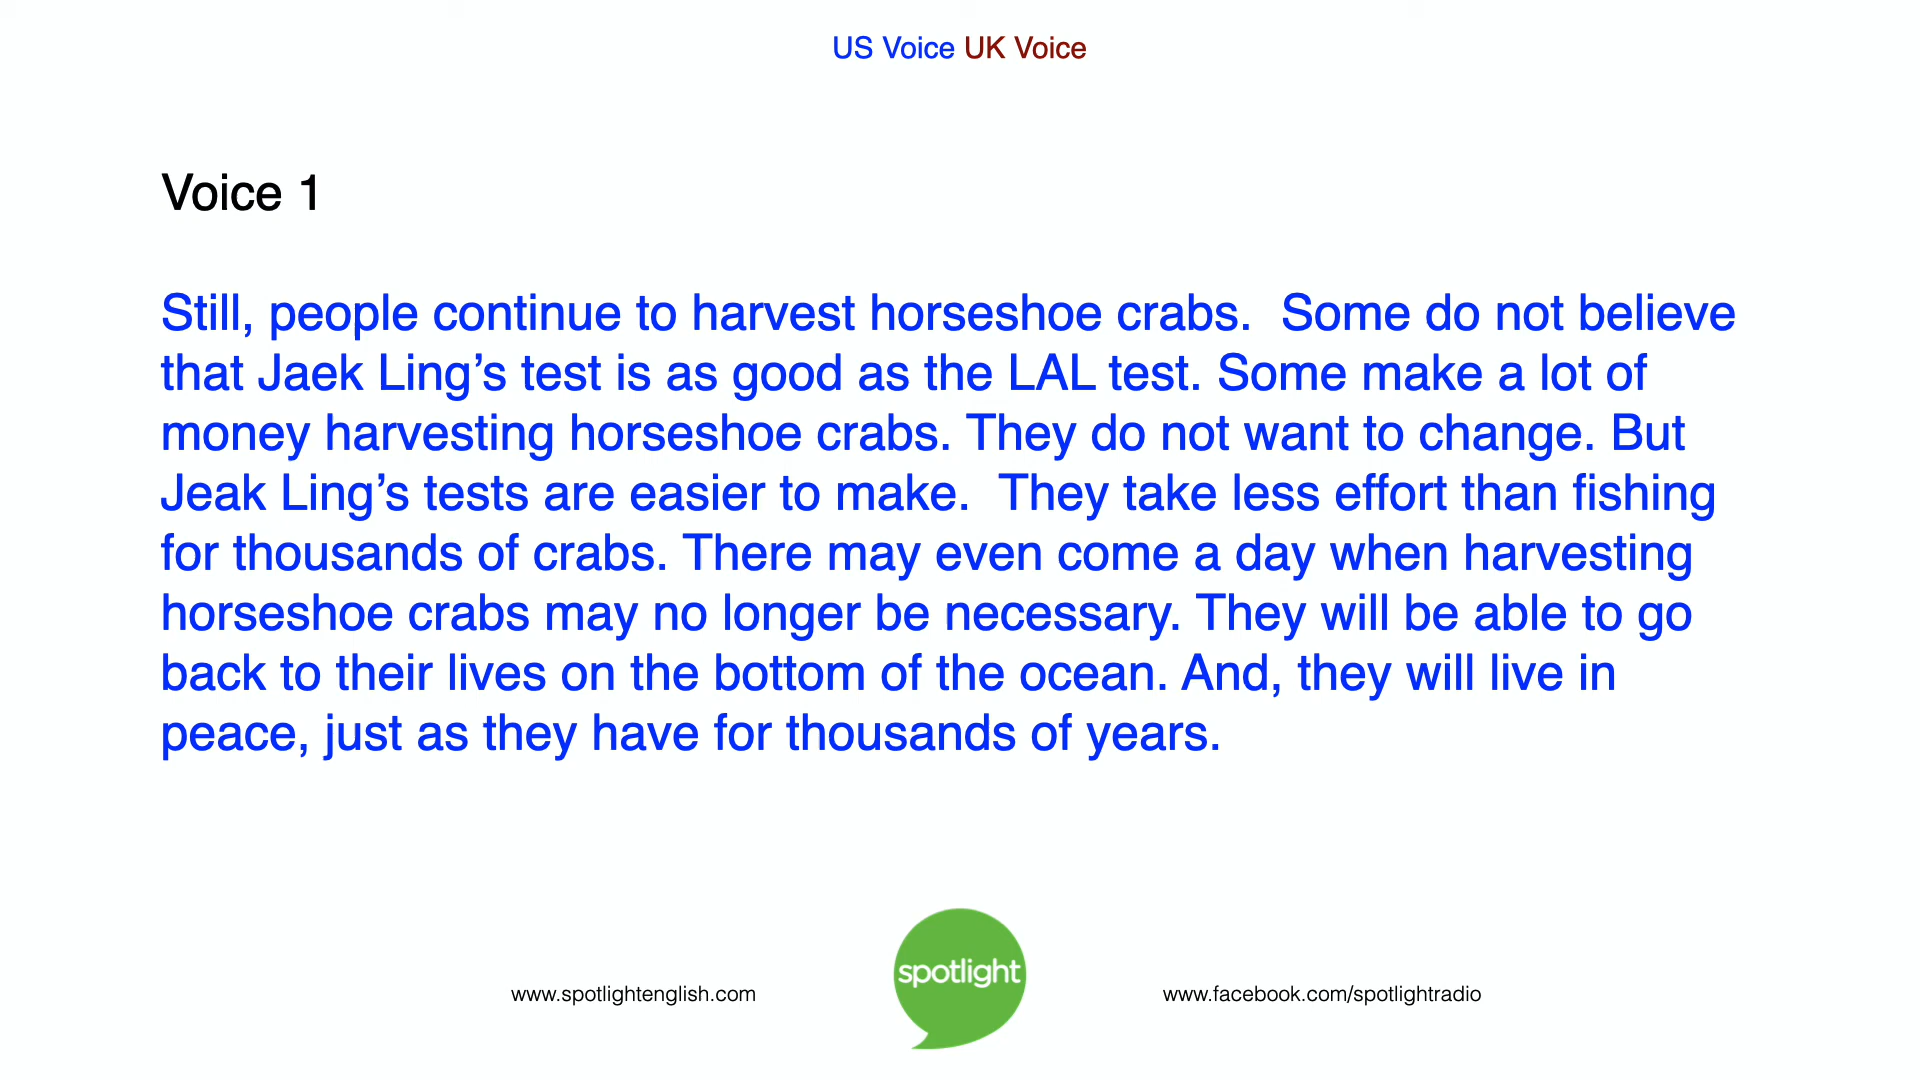 US Voice UK Voice
Voice 1
Still, people continue to harvest horseshoe crabs.  Some do not believe
that Jaek Ling’s test is as good as the LAL test. Some make a lot of
money harvesting horseshoe crabs. They do not want to change. But
Jeak Ling’s tests are easier to make.  They take less effort than fishing
for thousands of crabs. There may even come a day when harvesting
horseshoe crabs may no longer be necessary. They will be able to go
back to their lives on the bottom of the ocean. And, they will live in
peace, just as they have for thousands of years.
spotlight
www.spotlightenglish.com
www.facebook.com/spotlightradio